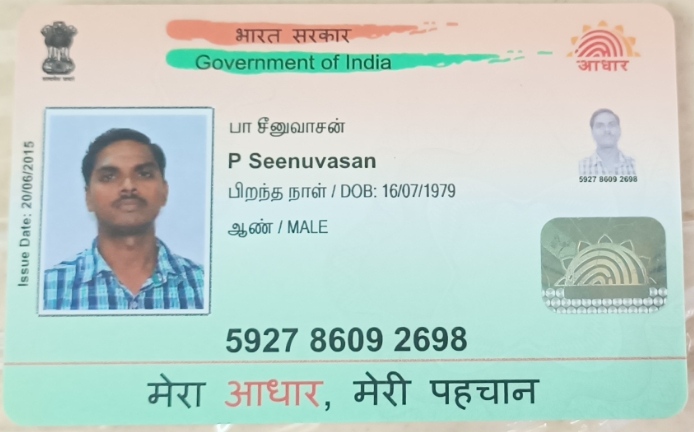 भारत सरकार
Government of India
आधार
Issue Date: 20/06/2015
பா சீனுவாசன்
P Seenuvasan
பிறந்த நாள் / DOB: 16/07/1979
ஆண் / MALE
5927 8609 2698
5927 8609 2698
मेरा आधार, मेरी पहचान